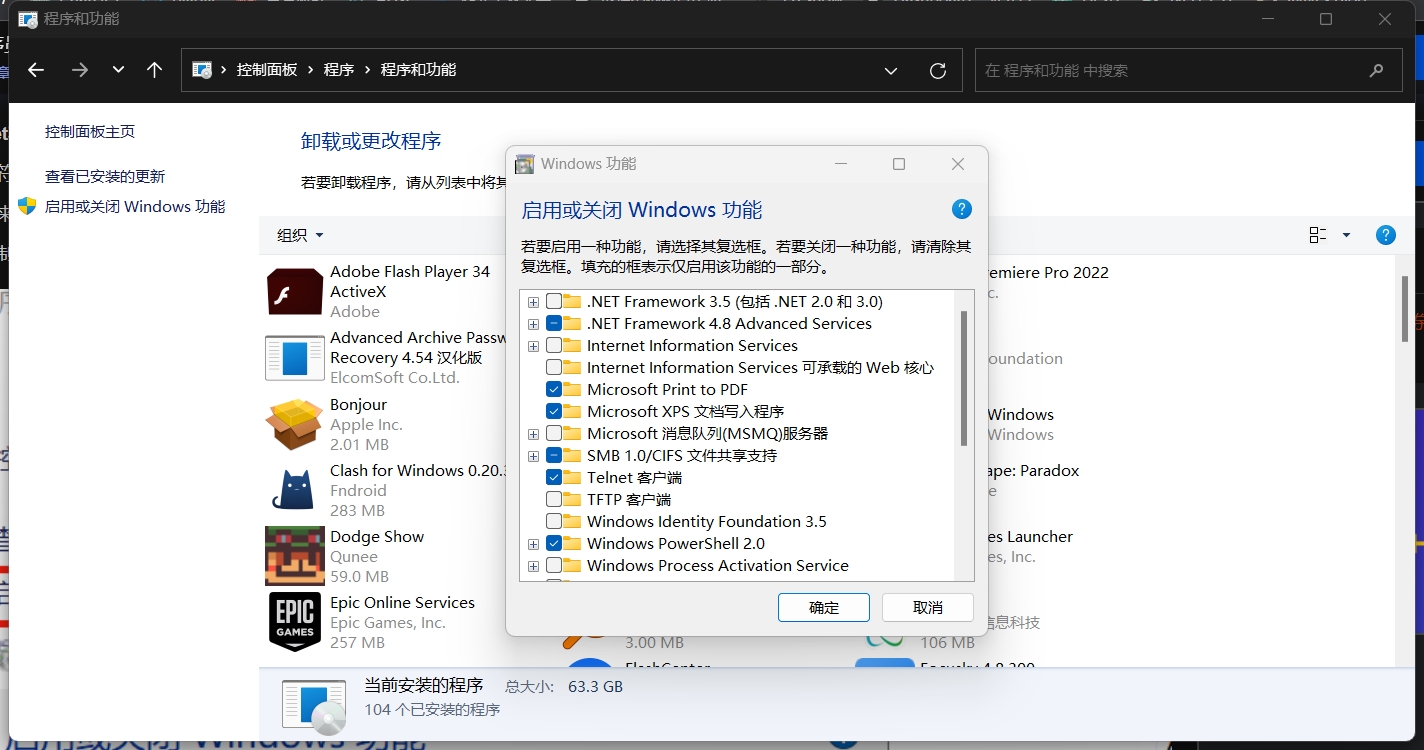 程序和功能
控制面板 程序 程序和功能
在 程序和功能 中搜索
控制面板主页
查看已安装的更新
启用或关闭 Windows 功能
卸载或更改程序
若要卸载程序，请从列表中将其
组织
Adobe Flash Player 34
ActiveX
Adobe
Advanced Archive Passw
Recovery 4.54 汉化版
ElcomSoft Co.Ltd.
Bonjour
Apple Inc.
2.01 MB
Clash for Windows 0.20.3
Fndroid
283 MB
Dodge Show
Qunee
59.0 MB
EPIC
GAMES
Epic Online Services
Epic Games, Inc.
257 MB
Windows 功能
启用或关闭 Windows 功能
若要启用一种功能，请选择其复选框。若要关闭一种功能，请清除其
复选框。填充的框表示仅启用该功能的一部分。
.NET Framework 3.5 (包括 .NET 2.0 和 3.0)
.NET Framework 4.8 Advanced Services
Internet Information Services
Internet Information Services 可承载的 Web 核心
Microsoft Print to PDF
Microsoft XPS 文档写入程序
Microsoft 消息队列(MSMQ)服务器
SMB 1.0/CIFS 文件共享支持
Telnet 客户端
TFTP 客户端
Windows Identity Foundation 3.5
Windows PowerShell 2.0
Windows Process Activation Service
确定
取消
emiere Pro 2022
c.
oundation
Windows
Windows
ape: Paradox
e
es Launcher
es, Inc.
信息科技
3.00 MB
106 MB
FlashCenter
Focusky 4.8.200
当前安装的程序 总大小: 63.3 GB
104 个已安装的程序
启用或关闭 Windows 功能